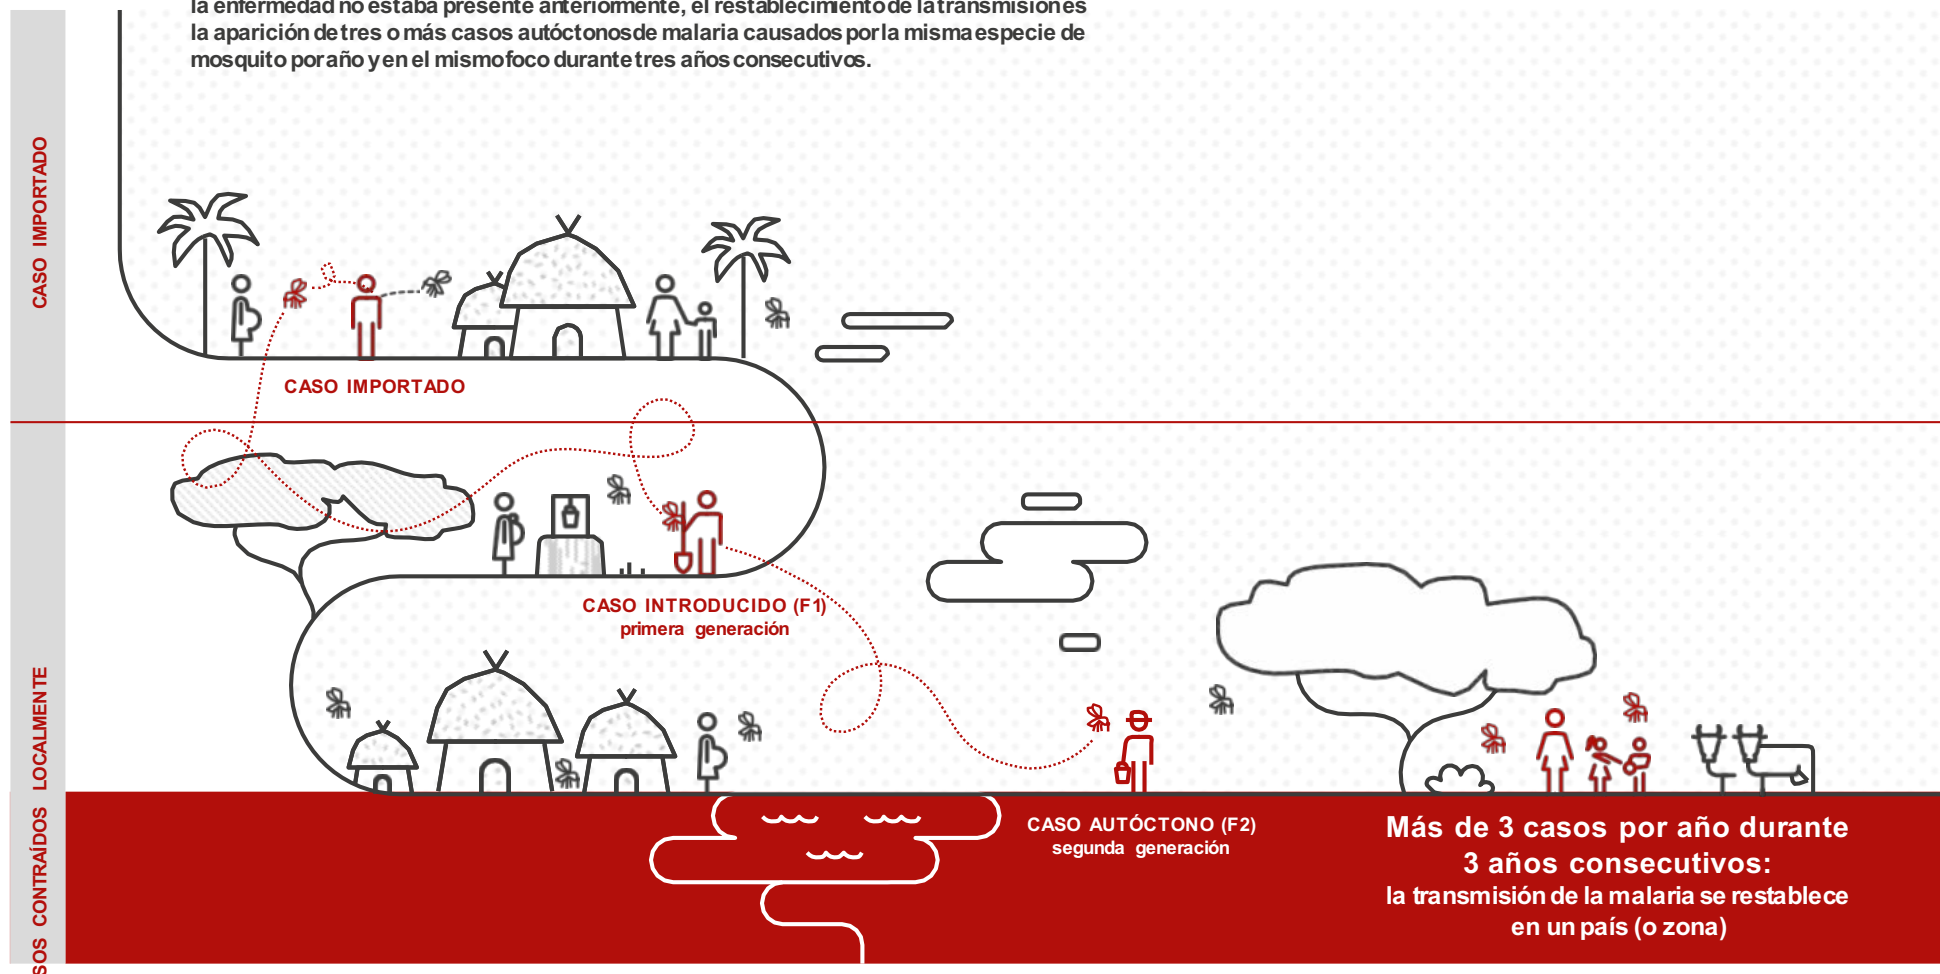 la enfermedad no estaba presente anteriormente, el restablecimiento de la transmisión es
la aparición de tres o más casos autóctonos de malaria causados por la misma especie de
mosquito por año y en el mismo foco durante tres años consecutivos.
CASO IMPORTADO
CASO IMPORTADO
CASO INTRODUCIDO (F1)
primera generación
SOS CONTRAÍDOS LOCALMENTE
CASO AUTÓCTONO (F2)
segunda generación
Más de 3 casos por año durante
3 años consecutivos:
la transmisión de la malaria se restablece
en un país (o zona)